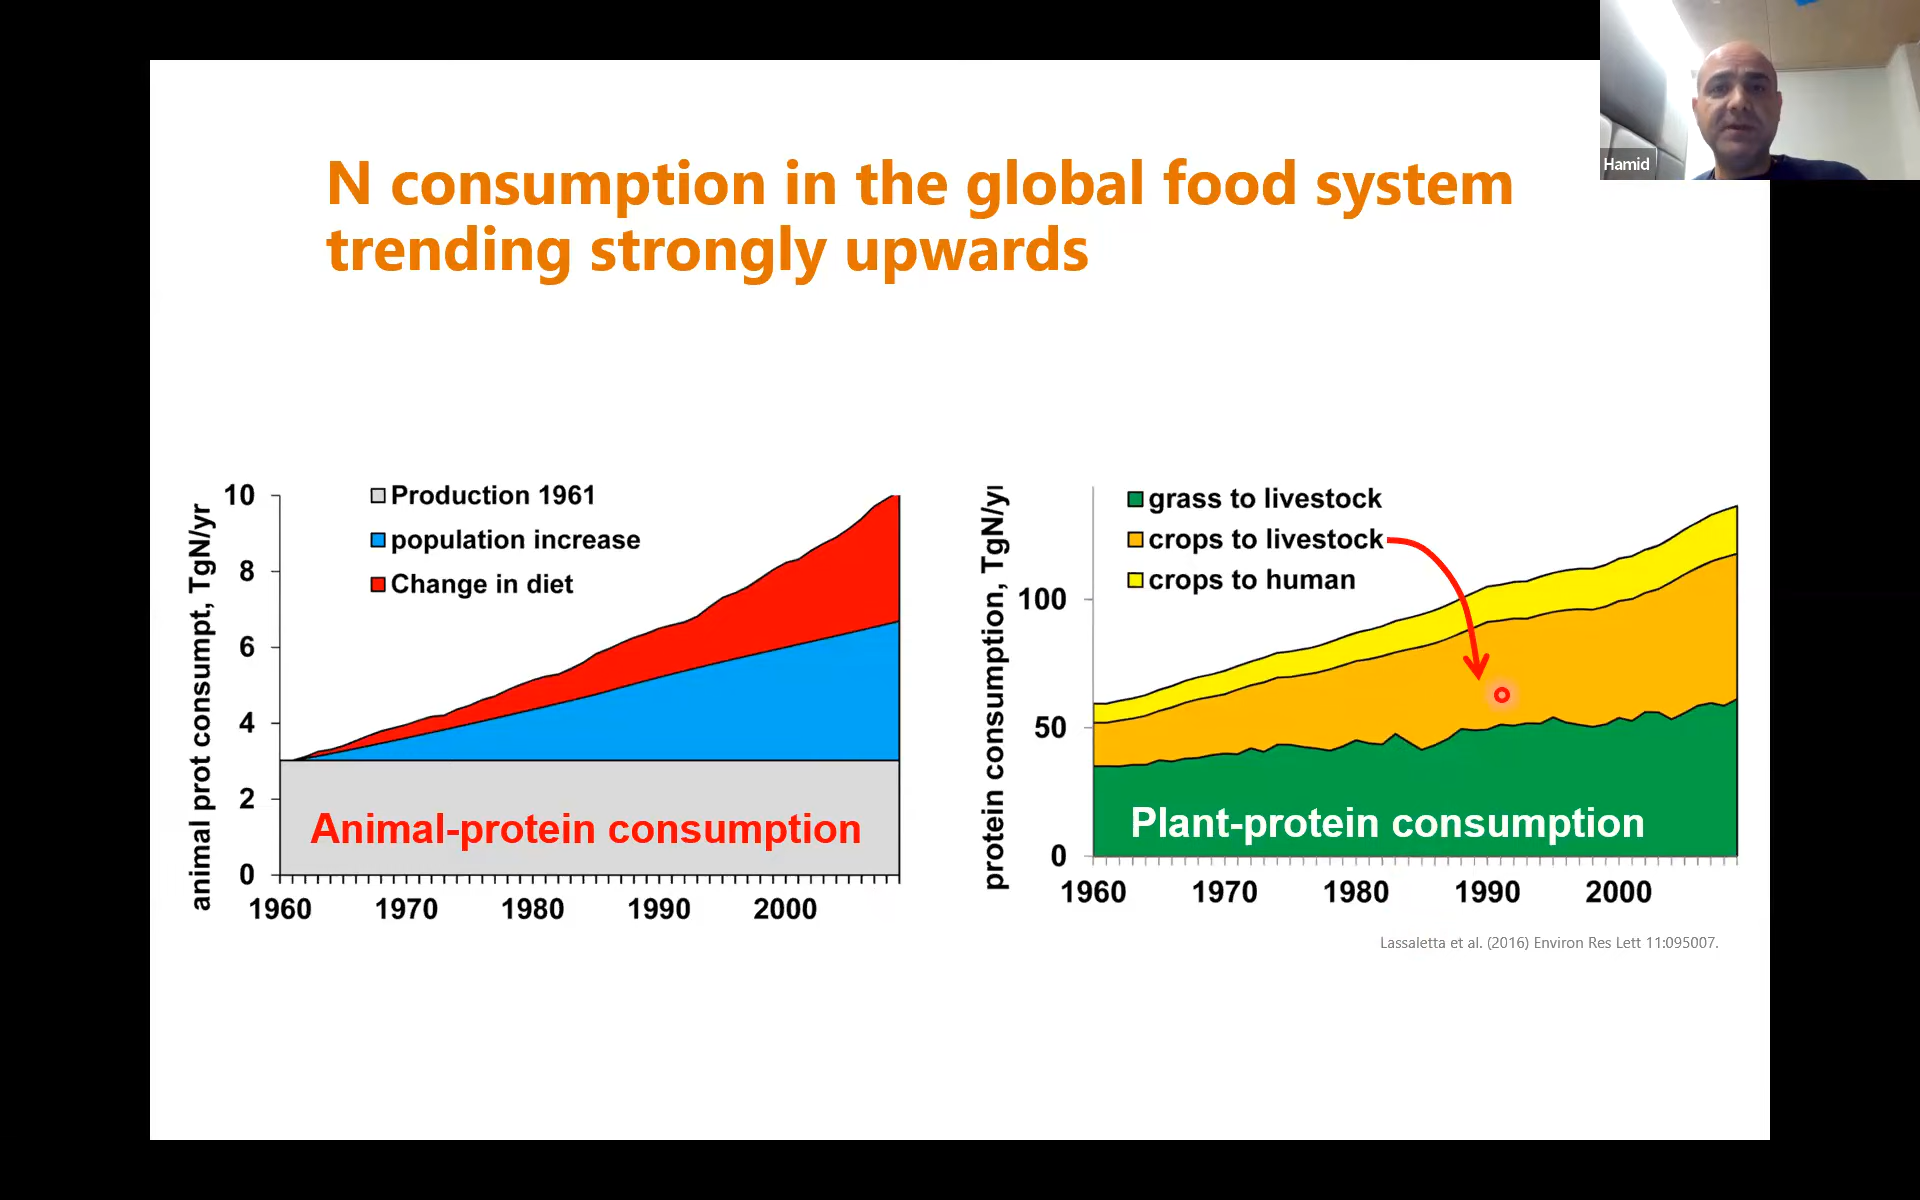 Hamid
N consumption in the global food system
trending strongly upwards
animal prot consumpt, TgN/yr
10
8
6
4
2
0
Production 1961
population increase
Change in diet
Animal-protein consumption
1960 1970 1980 1990 2000
protein consumption, TgN/yr
100
50
0
grass to livestock
crops to livestock
crops to human
Plant-protein consumption
1960 1970 1980 1990 2000
Lassaletta et al. (2016) Environ Res Lett 11:095007.